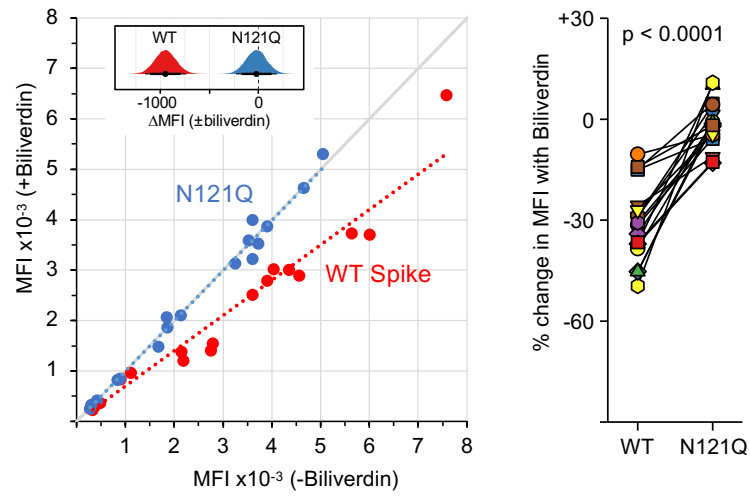 8
7
6
5
4
3
2
1
MFI x10⁻³ (+Biliverdin)
WT N121Q
-1000 0
ΔMFI (±biliverdin)
N121Q
WT Spike
1 2 3 4 5 6 7 8
MFI x10⁻³ (-Biliverdin)
+30
0
-30
-60
% change in MFI with Biliverdin
p < 0.0001
WT N121Q